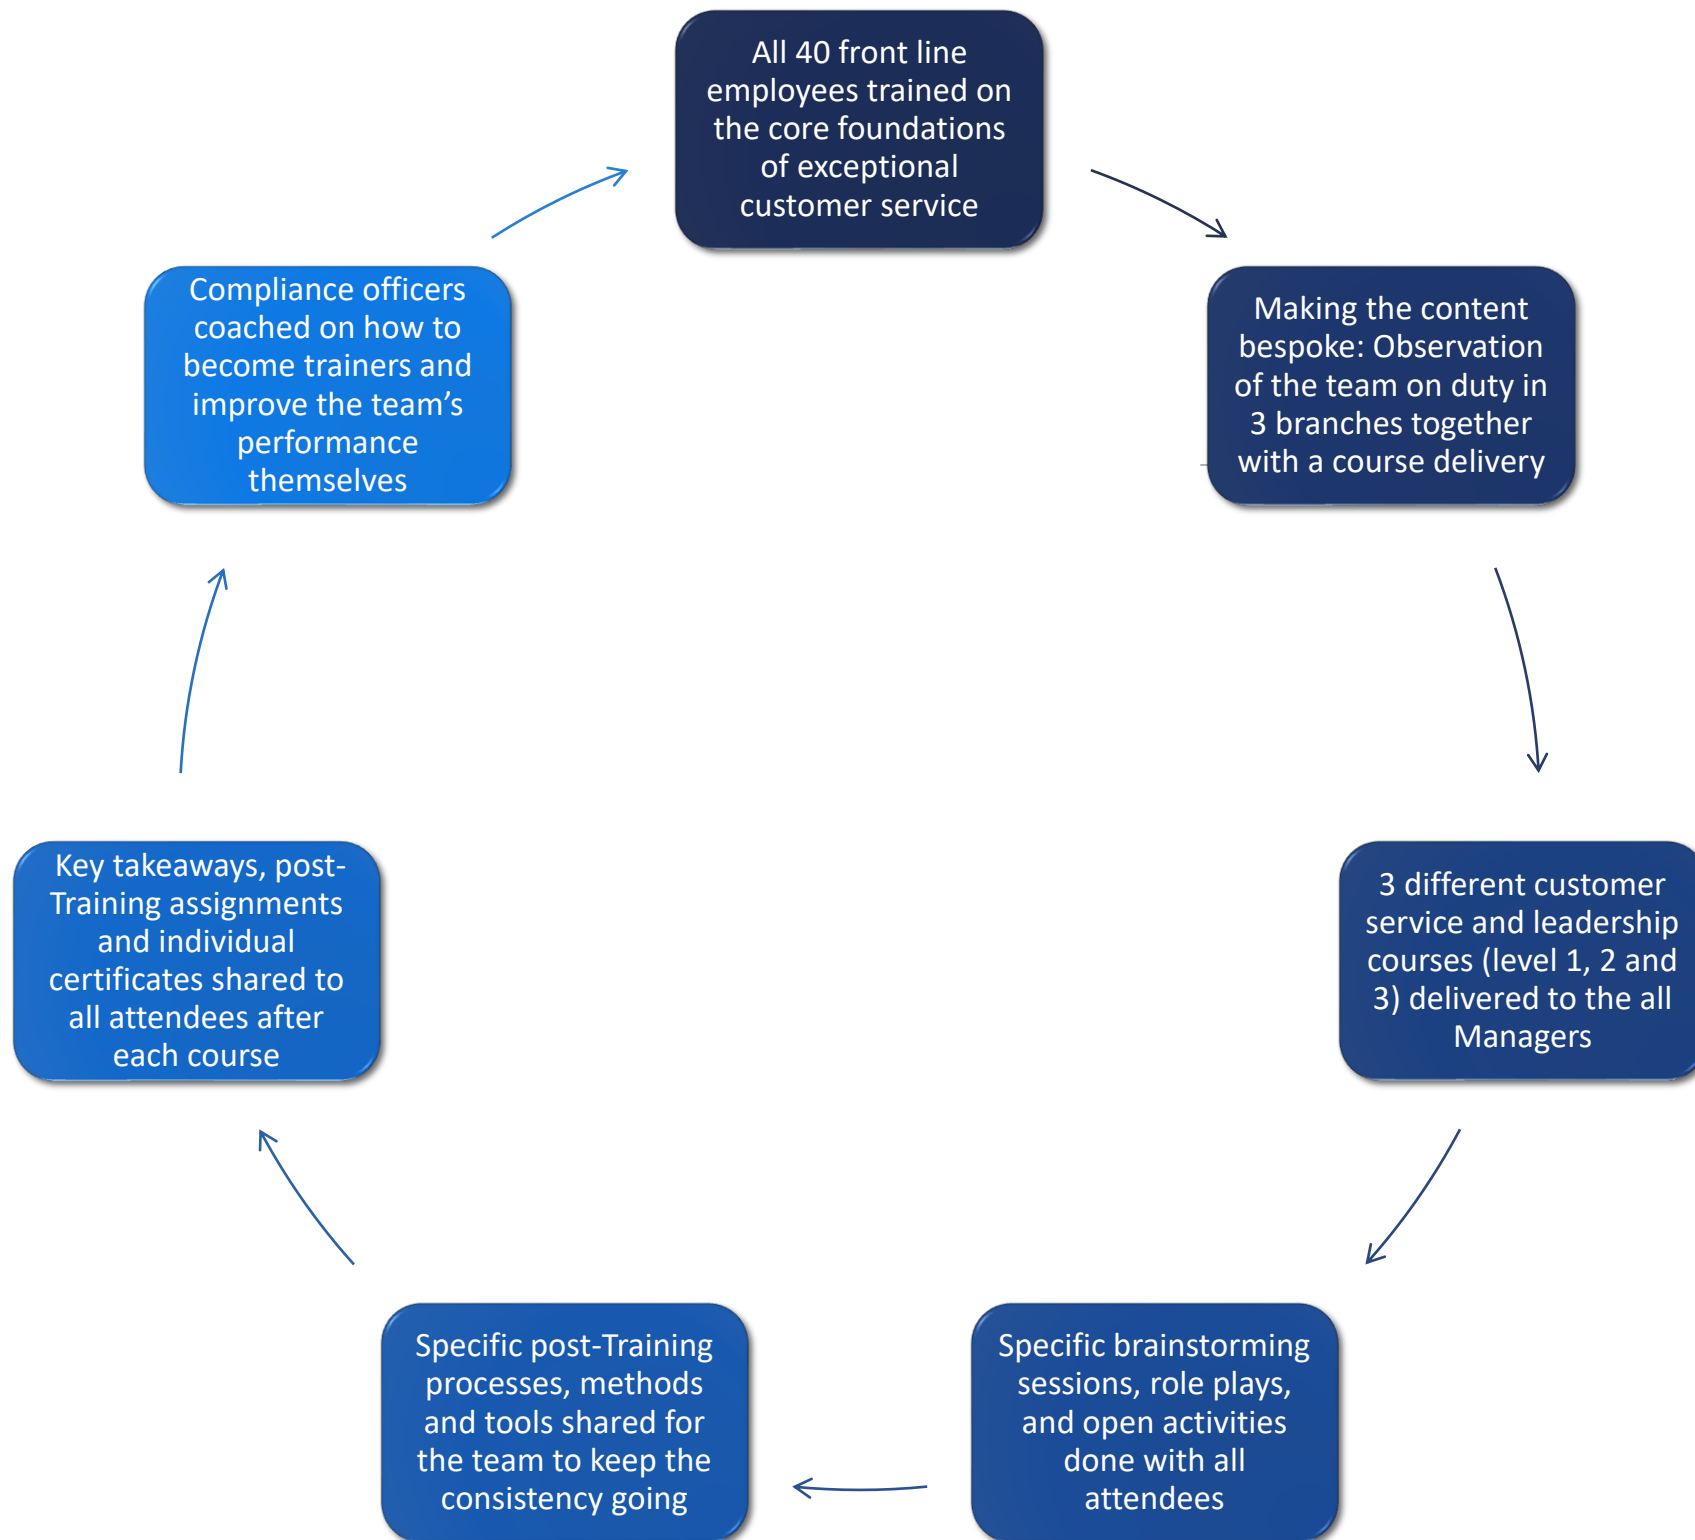 All 40 front line
employees trained on
the core foundations
of exceptional
customer service
Making the content
bespoke: Observation
of the team on duty in
3 branches together
with a course delivery
3 different customer
service and leadership
courses (level 1, 2 and
3) delivered to the all
Managers
Specific brainstorming
sessions, role plays,
and open activities
done with all
attendees
Specific post-Training
processes, methods
and tools shared for
the team to keep the
consistency going
Key takeaways, post-
Training assignments
and individual
certificates shared to
all attendees after
each course
Compliance officers
coached on how to
become trainers and
improve the team’s
performance
themselves